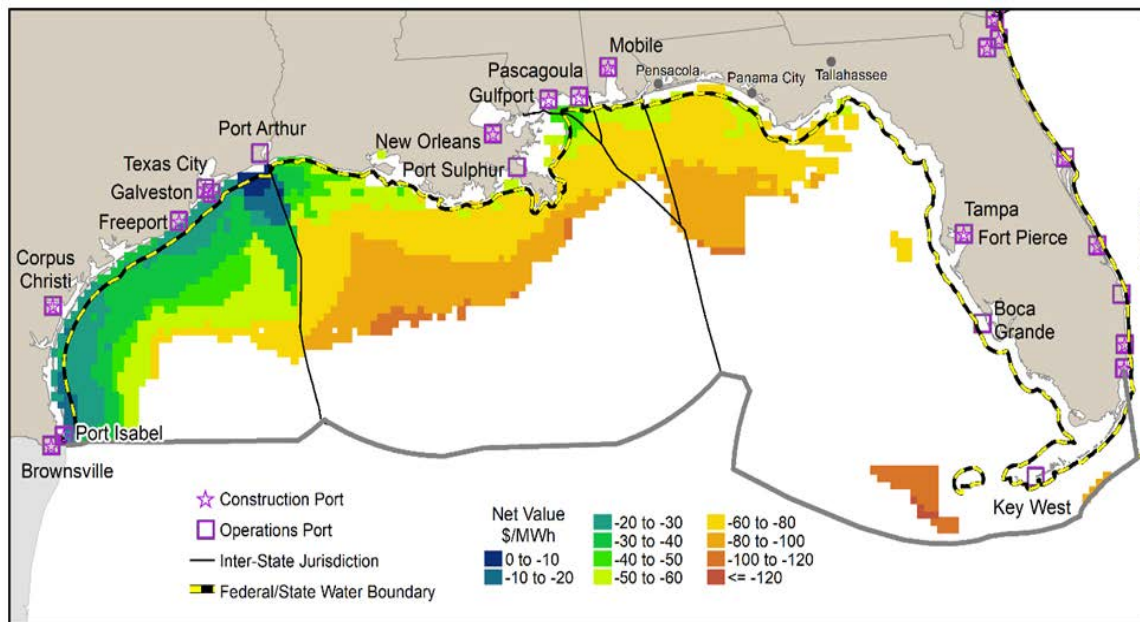 Mobile
Pascagoula
Pensacola
Panama City
Tallahassee
Gulfport
Port Arthur
New Orleans
Texas City
Port Sulphur
Galveston
Freeport
Tampa
Fort Pierce
Corpus
Christi
Boca
Grande
Port Isabel
Brownsville
Key West
Construction Port
Operations Port
Inter-State Jurisdiction
Federal/State Water Boundary
Net Value
$/MWh
0 to -10
-10 to -20
-20 to -30
-30 to -40
-40 to -50
-50 to -60
-60 to -80
-80 to -100
-100 to -120
<= -120